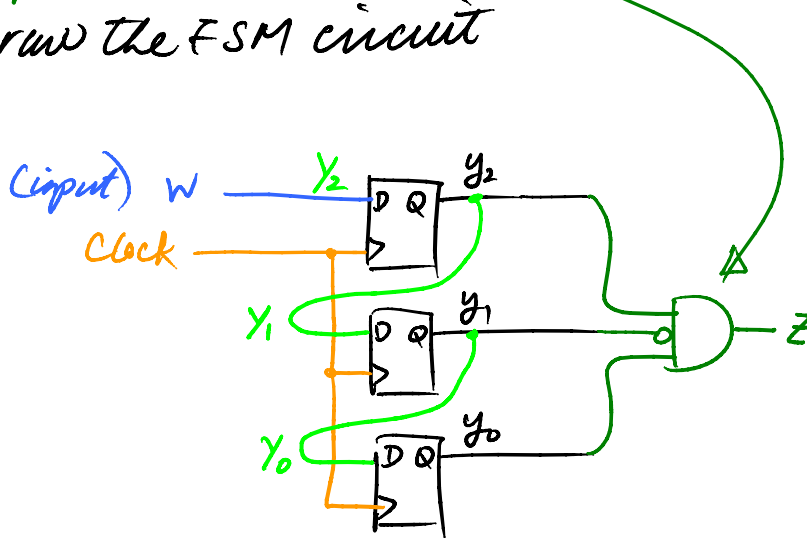 raw the FSM circuit
Y2 y2
(input) w D Q
Clock
Y1 D Q y1
Z
Y0 D Q y0